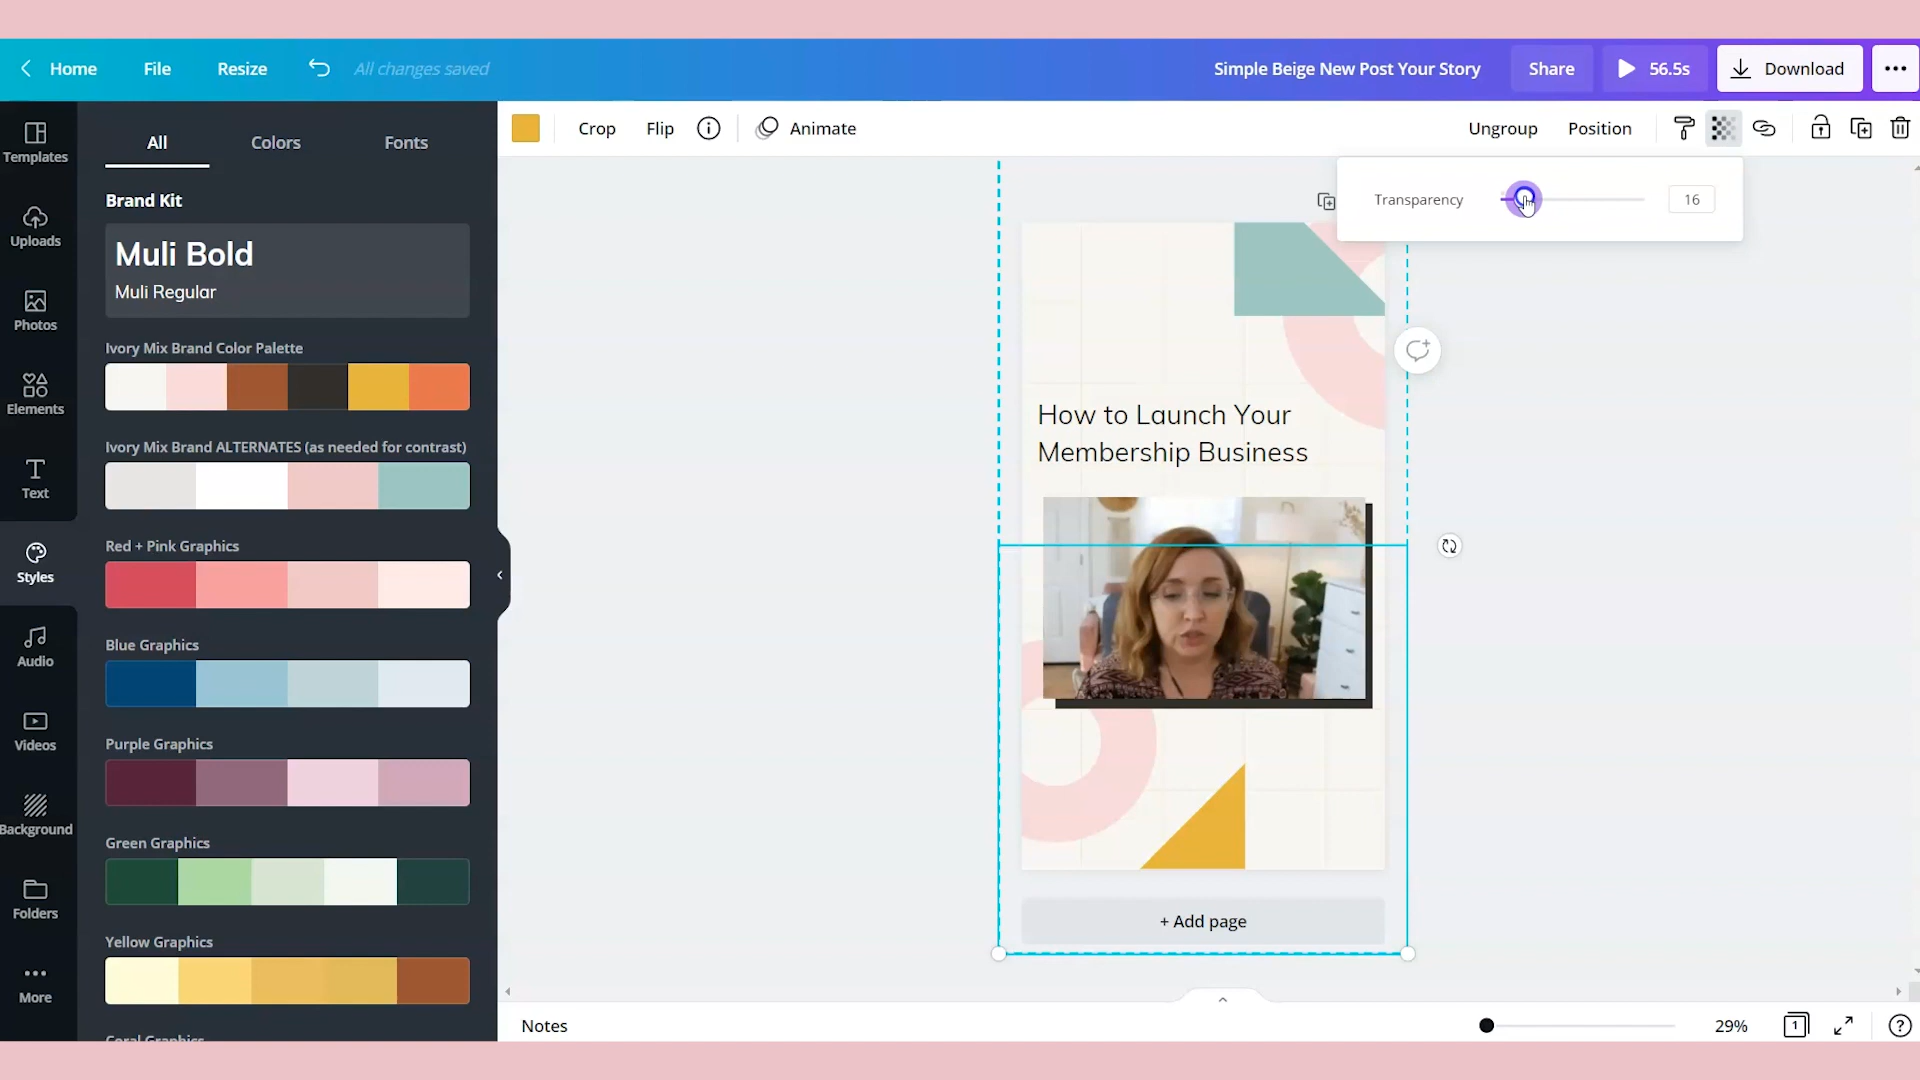 Home
File
Resize
All changes saved
Simple Beige New Post Your Story
Share
56.5s
Download
Templates
Uploads
Photos
Elements
Text
Styles
Audio
Videos
Background
Folders
More
All
Colors
Fonts
Brand Kit
Muli Bold
Muli Regular
Ivory Mix Brand Color Palette
Ivory Mix Brand ALTERNATES (as needed for contrast)
Red + Pink Graphics
Blue Graphics
Purple Graphics
Green Graphics
Yellow Graphics
Coral Graphics
Crop
Flip
Animate
Ungroup
Position
Transparency
16
How to Launch Your
Membership Business
+ Add page
Notes
29%
1